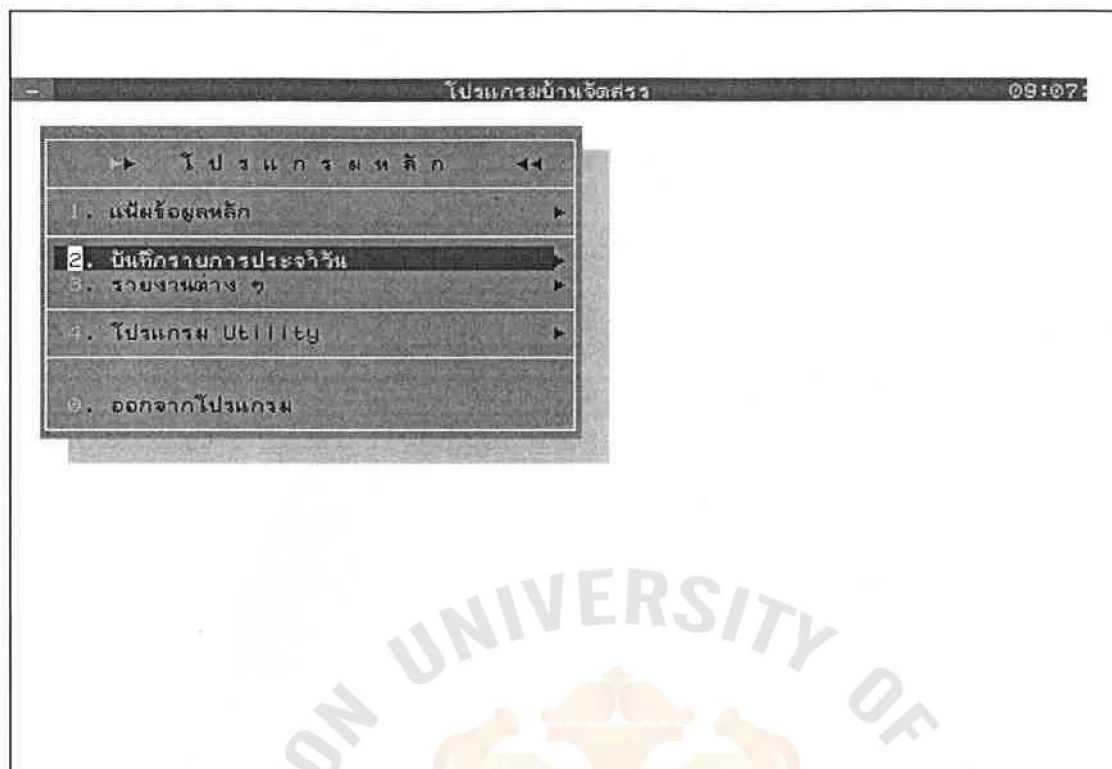 โปรแกรมบ้านจัดสรร 09:07:
โ ป ร แ ก ร ม ห ลั ก
1. แฟ้มข้อมูลหลัก
2. บันทึกรายการประจำวัน
3. รายงานต่าง ๆ
4. โปรแกรม Utility
0. ออกจากโปรแกรม
ON UNIVERSITY OF